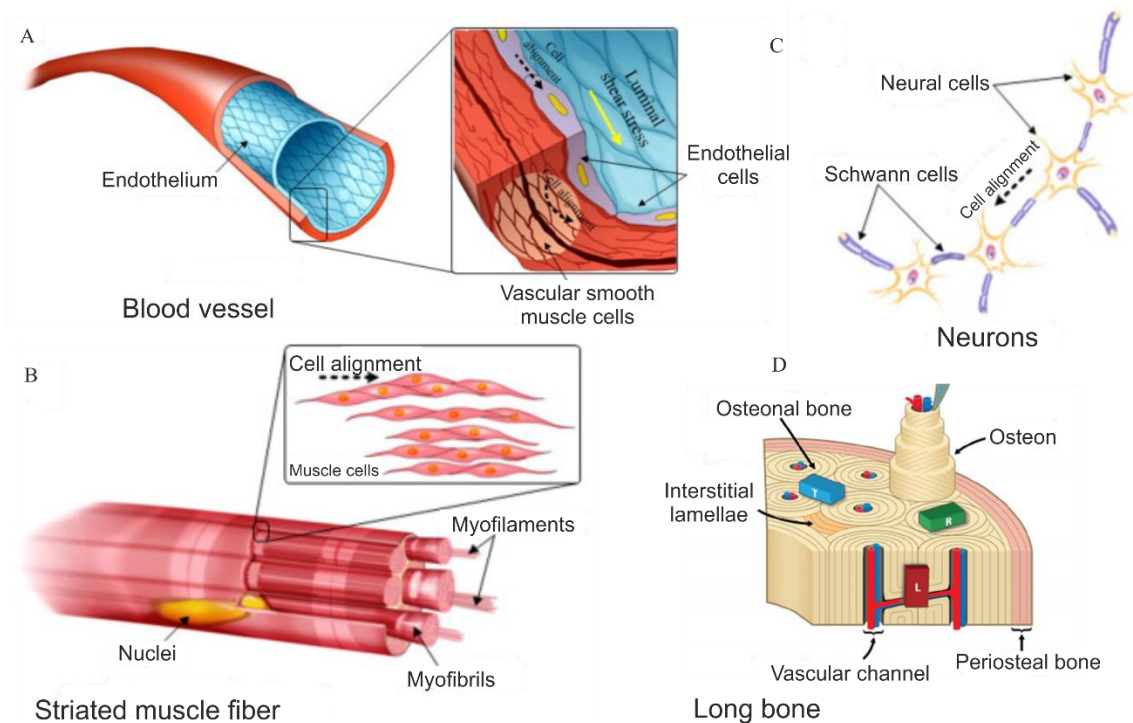 A
Endothelium
Cell
alignment
Luminal
shear stress
Cell alignment
Endothelial
cells
Vascular smooth
muscle cells
Blood vessel
C
Neural cells
Schwann cells
Cell alignment
Neurons
B
Cell alignment
Muscle cells
Myofilaments
Nuclei
Myofibrils
Striated muscle fiber
D
Osteonal bone
Osteon
Interstitial
lamellae
T
R
L
Vascular channel
Periosteal bone
Long bone